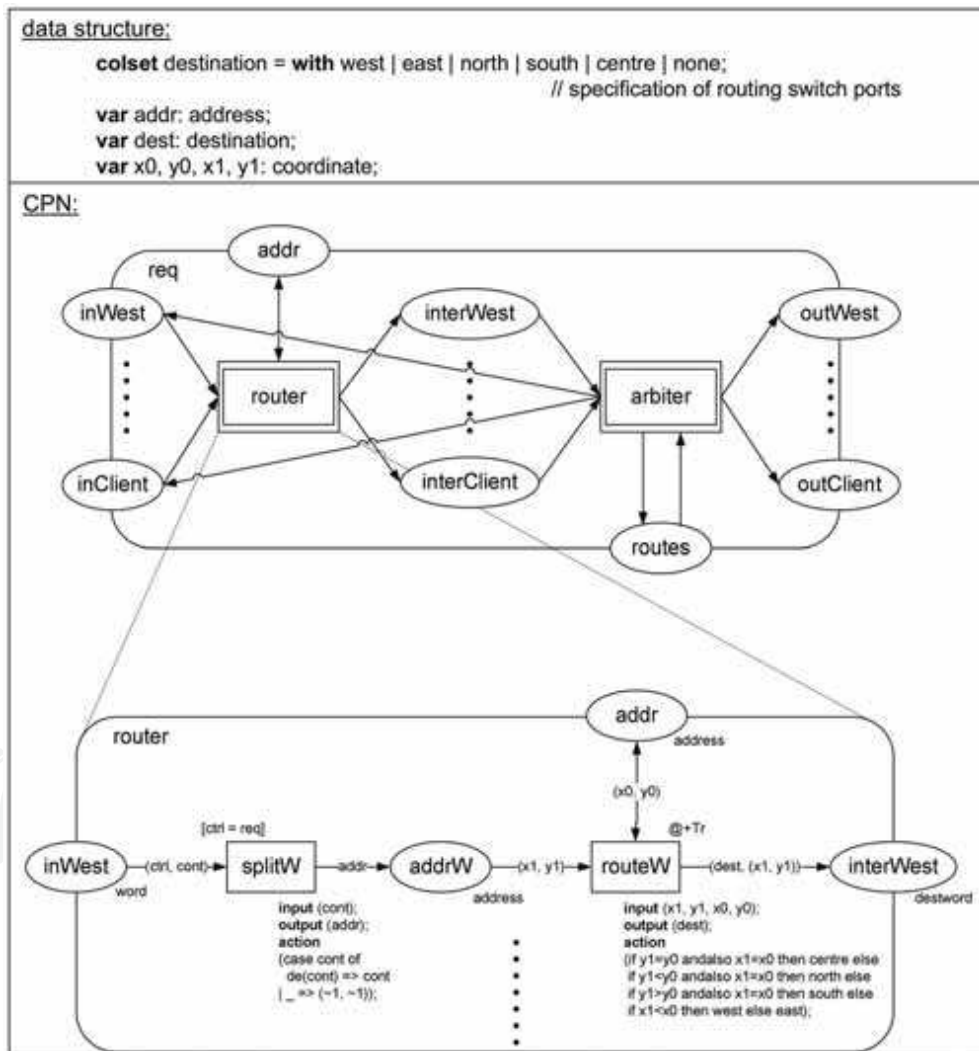 data structure:
colset destination = with west | east | north | south | centre | none;
// specification of routing switch ports
var addr: address;
var dest: destination;
var x0, y0, x1, y1: coordinate;
CPN:
addr
req
inWest
interWest
outWest
router
arbiter
inClient
interClient
outClient
routes
addr
router
address
(x0, y0)
[ctrl = req]
@+Tr
inWest
(ctrl, cont)
splitW
addr
addrW
(x1, y1)
routeW
(dest, (x1, y1))
interWest
word
address
destword
input (cont);
output (addr);
action
(case cont of
de(cont) => cont
| _ => (~1, ~1));
input (x1, y1, x0, y0);
output (dest);
action
(if y1=y0 andalso x1=x0 then centre else
if y1<y0 andalso x1=x0 then north else
if y1>y0 andalso x1=x0 then south else
if x1<x0 then west else east);